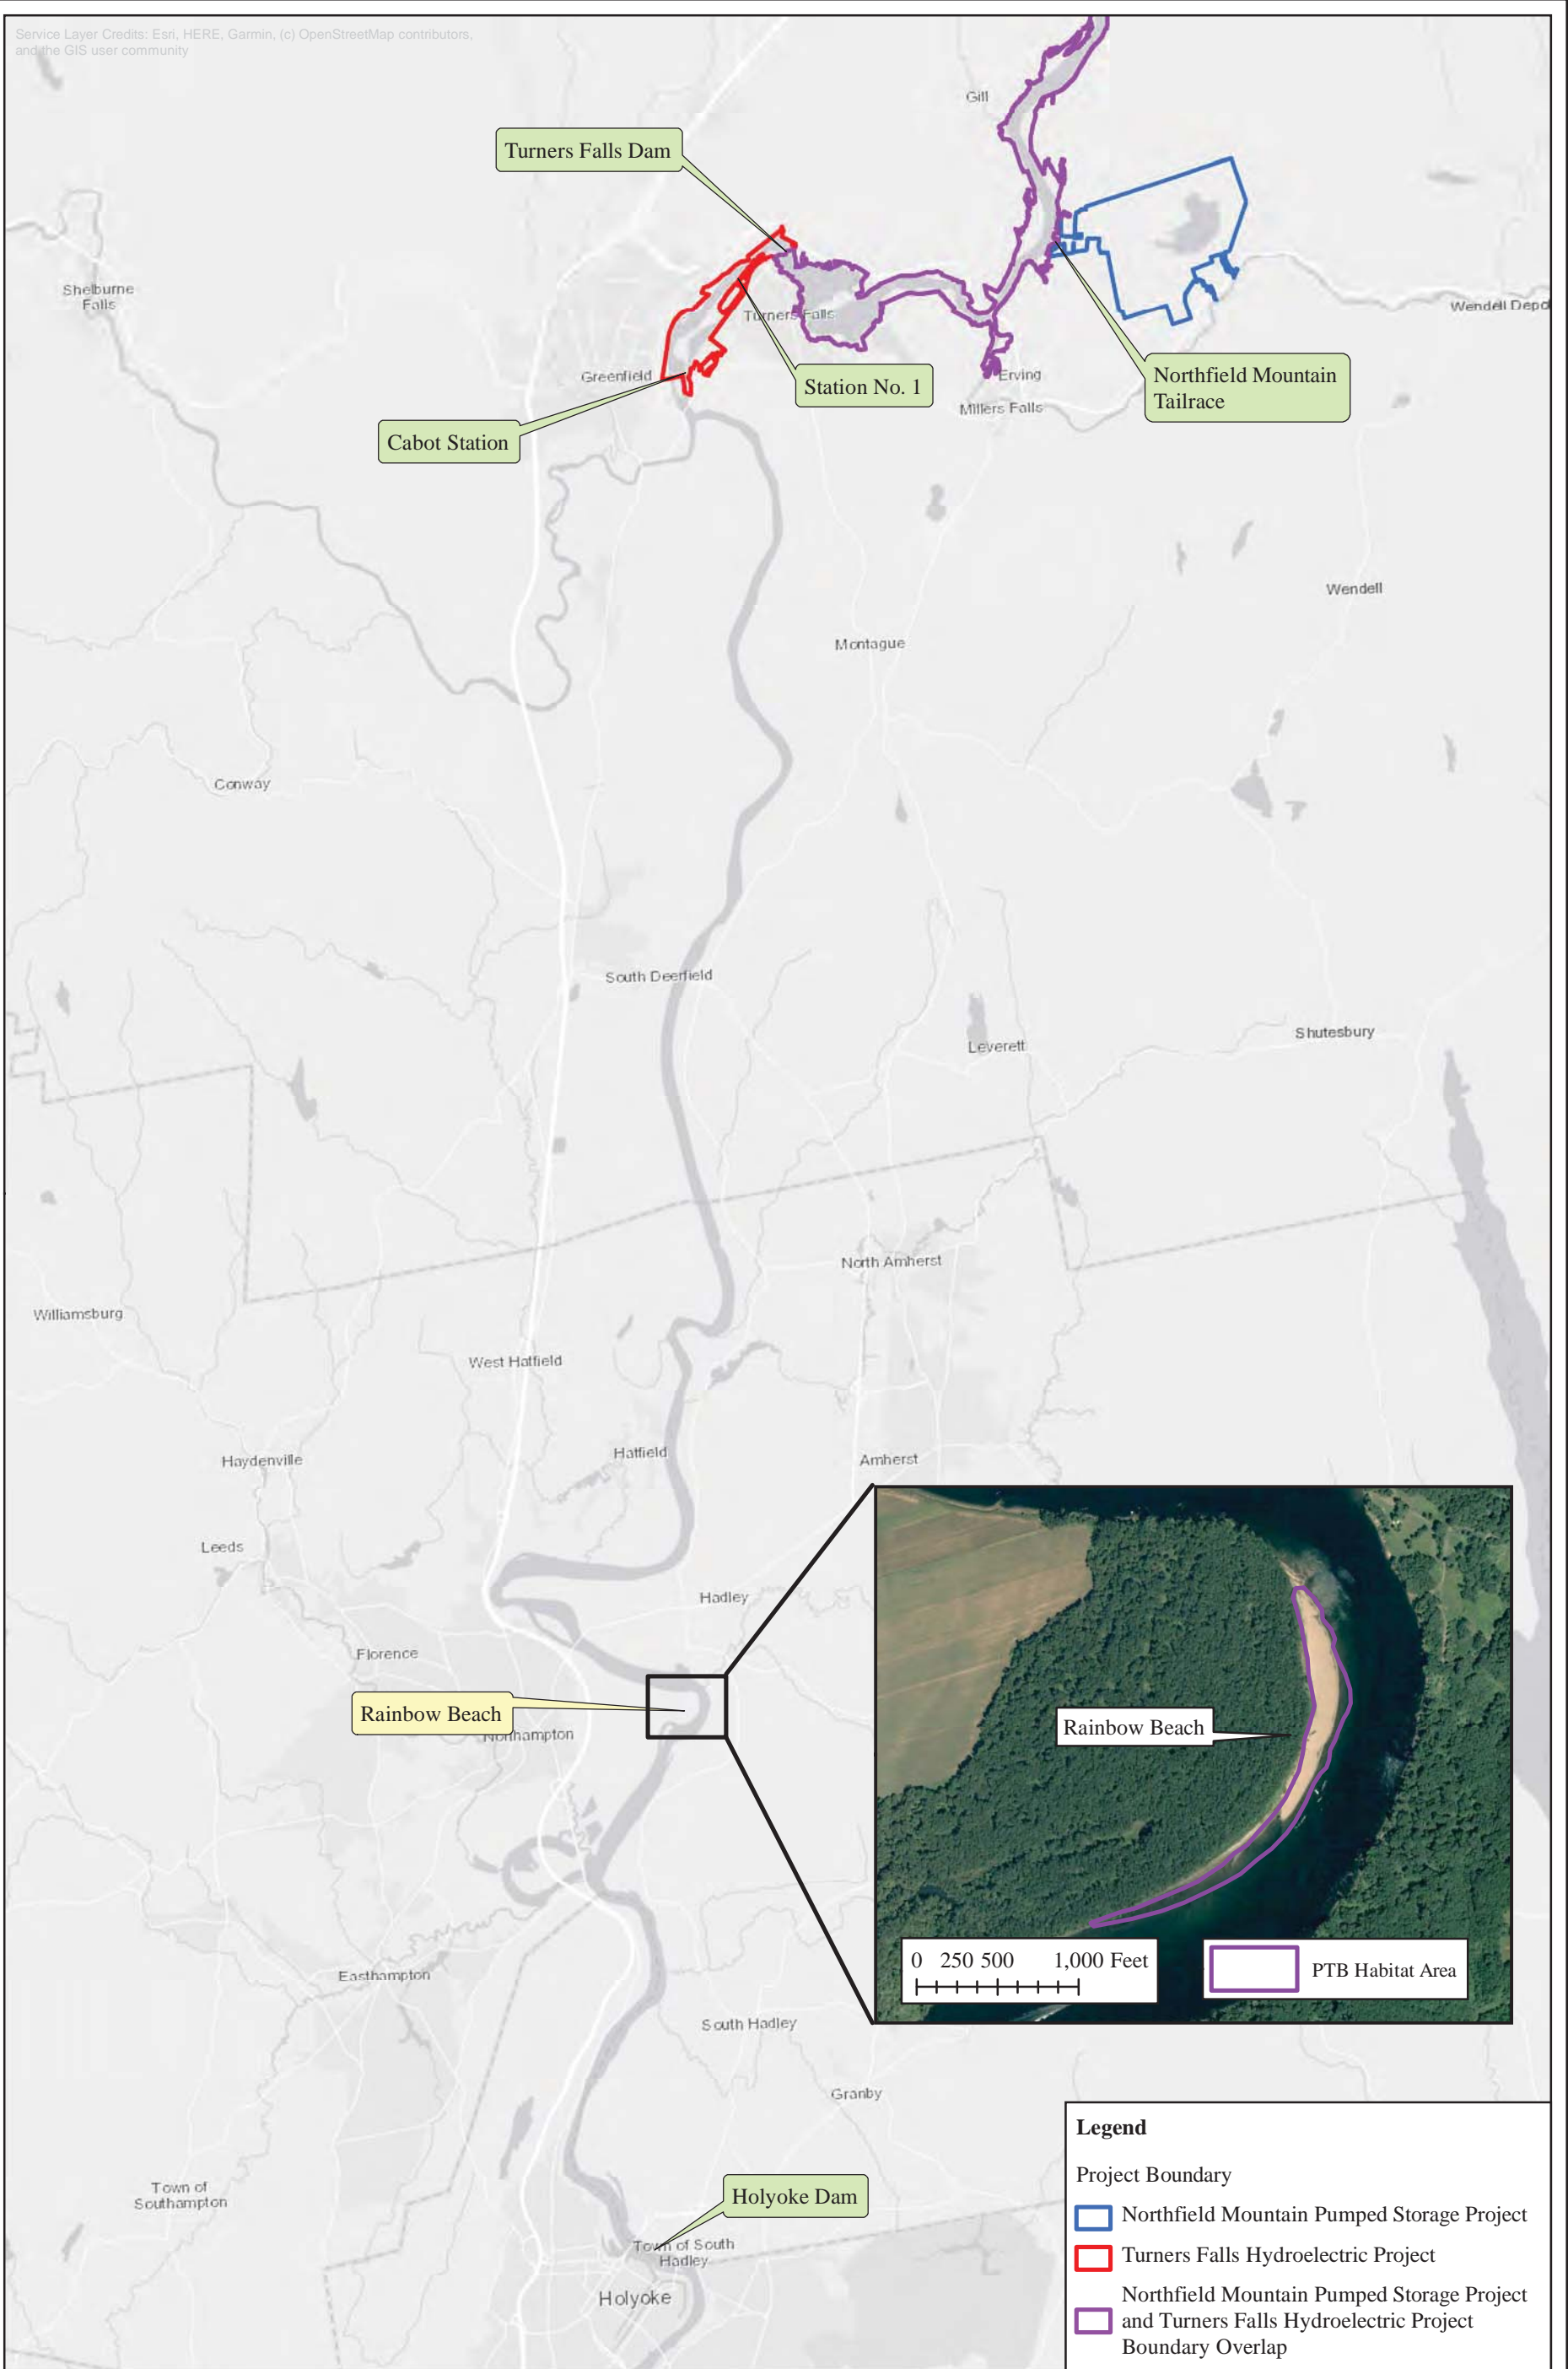 Service Layer Credits: Esri, HERE, Garmin, (c) OpenStreetMap contributors,
and the GIS user community
Gill
Turners Falls Dam
Shelburne
Falls
Wendell Depo
Turners Falls
Greenfield
Station No. 1
Erving
Northfield Mountain
Tailrace
Millers Falls
Cabot Station
Wendell
Montague
Conway
South Deerfield
Shutesbury
Leverett
North Amherst
Williamsburg
West Hatfield
Hatfield
Haydenville
Amherst
Leeds
Hadley
Florence
Rainbow Beach
Northampton
Rainbow Beach
0 250 500 1,000 Feet
PTB Habitat Area
Easthampton
South Hadley
Granby
Town of
Southampton
Holyoke Dam
Town of South
Hadley
Holyoke
Legend
Project Boundary
Northfield Mountain Pumped Storage Project
Turners Falls Hydroelectric Project
Northfield Mountain Pumped Storage Project
and Turners Falls Hydroelectric Project
Boundary Overlap